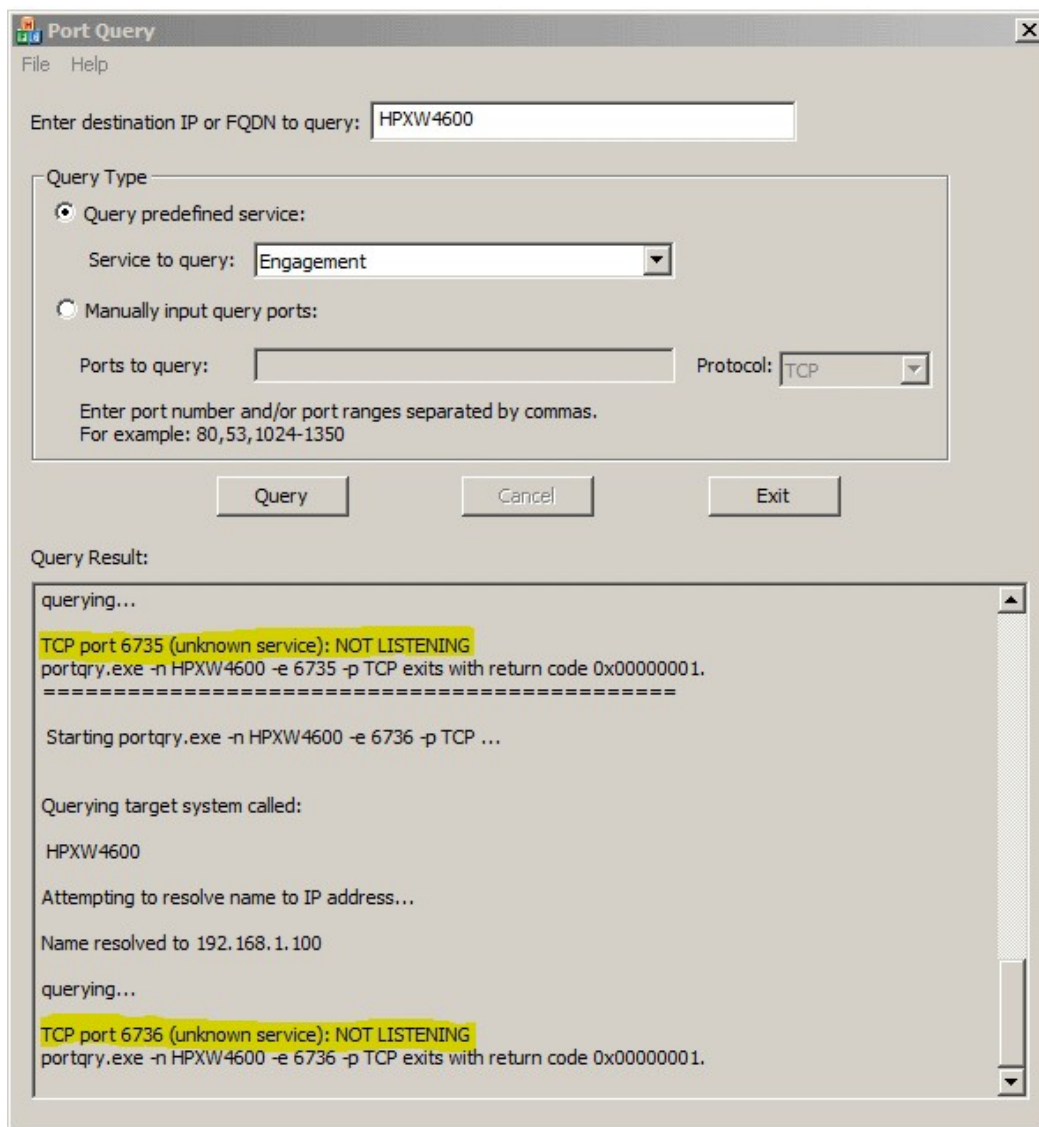 Port Query
File Help
Enter destination IP or FQDN to query: HPXW4600
Query Type
Query predefined service:
Service to query: Engagement
Manually input query ports:
Ports to query: Protocol: TCP
Enter port number and/or port ranges separated by commas.
For example: 80,53,1024-1350
Query Cancel Exit
Query Result:
querying...
TCP port 6735 (unknown service): NOT LISTENING
portqry.exe -n HPXW4600 -e 6735 -p TCP exits with return code 0x00000001.
=============================================
Starting portqry.exe -n HPXW4600 -e 6736 -p TCP ...
Querying target system called:
HPXW4600
Attempting to resolve name to IP address...
Name resolved to 192.168.1.100
querying...
TCP port 6736 (unknown service): NOT LISTENING
portqry.exe -n HPXW4600 -e 6736 -p TCP exits with return code 0x00000001.